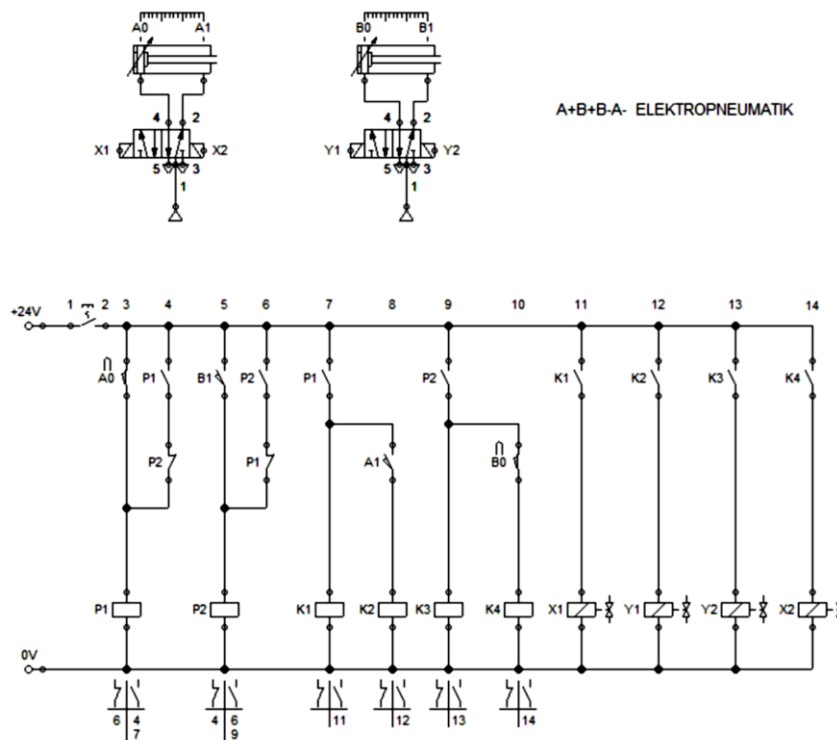 A0 A1 B0 B1
A+B+B-A- ELEKTROPNEUMATIK
4 2 4 2
X1 X2 Y1 Y2
5 3 5 3
1 1
1 2 3 4 5 6 7 8 9 10 11 12 13 14
+24V
A0 P1 B1 P2 P1 P2 K1 K2 K3 K4
P2 P1 A1 B0
P1 P2 K1 K2 K3 K4 X1 Y1 Y2 X2
0V
6 4 4 6 11 12 13 14
7 9